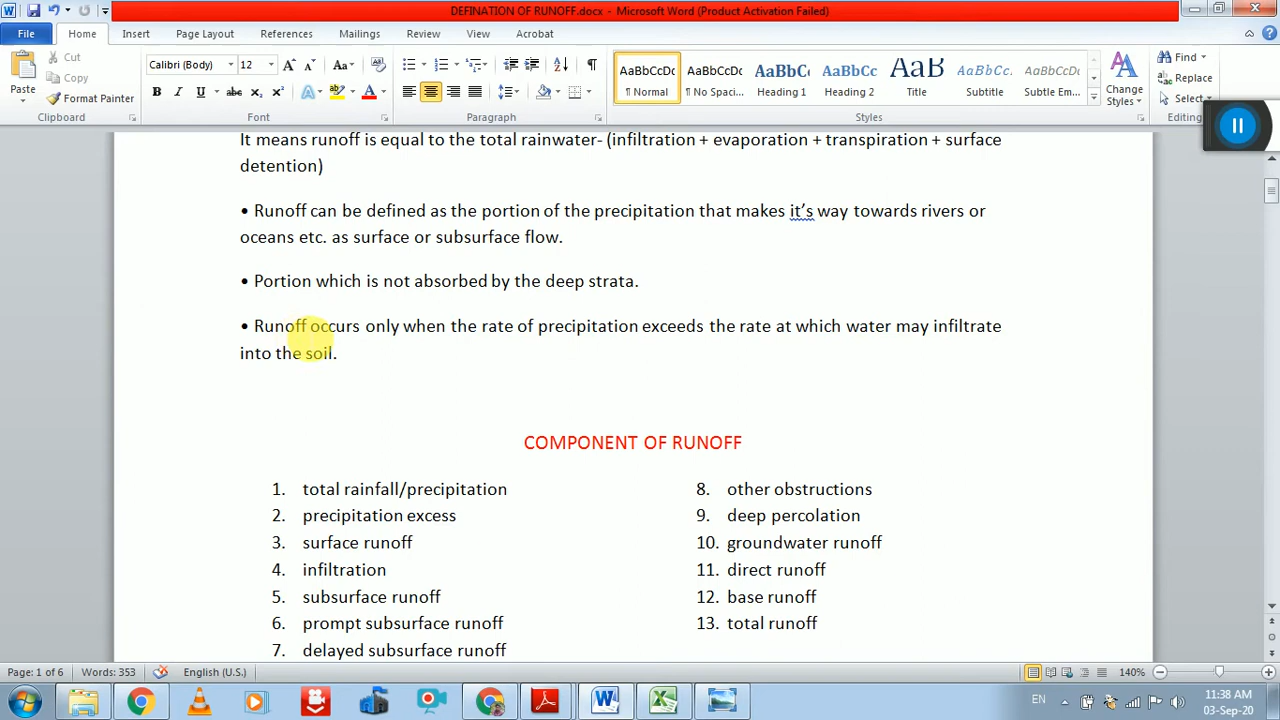 DEFINATION OF RUNOFF.docx - Microsoft Word (Product Activation Failed)
File Home Insert Page Layout References Mailings Review View Acrobat
Paste
Cut
Copy
Format Painter
Clipboard
Calibri (Body) 12
Font
Paragraph
AaBbCcDc AaBbCcDc AaBbCc AaBbCc AaB AaBbCcDc AaBbCcDc
¶ Normal ¶ No Spaci... Heading 1 Heading 2 Title Subtitle Subtle Em...
Change Styles
Styles
Find
Replace
Select
Editing
It means runoff is equal to the total rainwater- (infiltration + evaporation + transpiration + surface
detention)
• Runoff can be defined as the portion of the precipitation that makes it’s way towards rivers or
oceans etc. as surface or subsurface flow.
• Portion which is not absorbed by the deep strata.
• Runoff occurs only when the rate of precipitation exceeds the rate at which water may infiltrate
into the soil.
COMPONENT OF RUNOFF
1. total rainfall/precipitation
2. precipitation excess
3. surface runoff
4. infiltration
5. subsurface runoff
6. prompt subsurface runoff
7. delayed subsurface runoff
8. other obstructions
9. deep percolation
10. groundwater runoff
11. direct runoff
12. base runoff
13. total runoff
Page: 1 of 6 Words: 353 English (U.S.) 140%
EN 11:38 AM
03-Sep-20